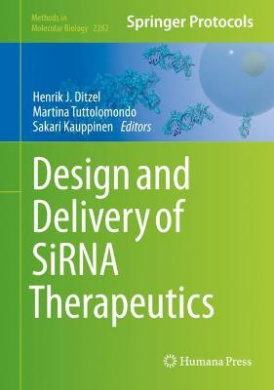 Methods in
Molecular Biology 2282
Springer Protocols
Henrik J. Ditzel
Martina Tuttolomondo
Sakari Kauppinen Editors
Design and
Delivery of
SiRNA
Therapeutics
Humana Press